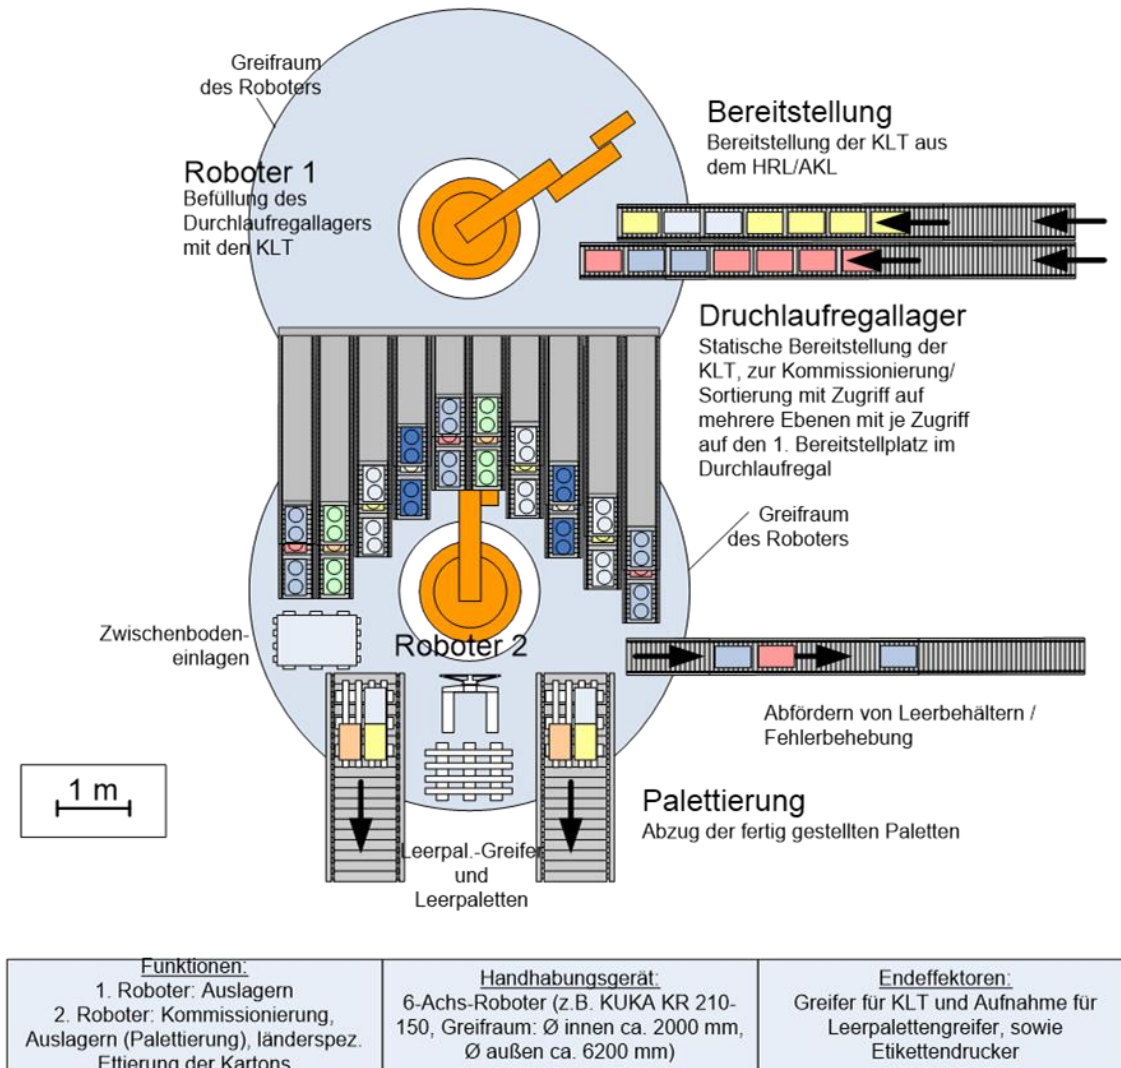 Greifraum
des Roboters
Roboter 1
Befüllung des
Durchlaufregallagers
mit den KLT
Bereitstellung
Bereitstellung der KLT aus
dem HRL/AKL
Druchlaufregallager
Statische Bereitstellung der
KLT, zur Kommissionierung/
Sortierung mit Zugriff auf
mehrere Ebenen mit je Zugriff
auf den 1. Bereitstellplatz im
Durchlaufregal
Greifraum
des Roboters
Zwischenboden-
einlagen
Roboter 2
Abfördern von Leerbehältern /
Fehlerbehebung
1 m
Palettierung
Abzug der fertig gestellten Paletten
Leerpal.-Greifer
und
Leerpaletten
Funktionen:
1. Roboter: Auslagern
2. Roboter: Kommissionierung,
Auslagern (Palettierung), länderspez.
Ettierung der Kartons
Handhabungsgerät:
6-Achs-Roboter (z.B. KUKA KR 210-
150, Greifraum: Ø innen ca. 2000 mm,
Ø außen ca. 6200 mm)
Endeffektoren:
Greifer für KLT und Aufnahme für
Leerpalettengreifer, sowie
Etikettendrucker